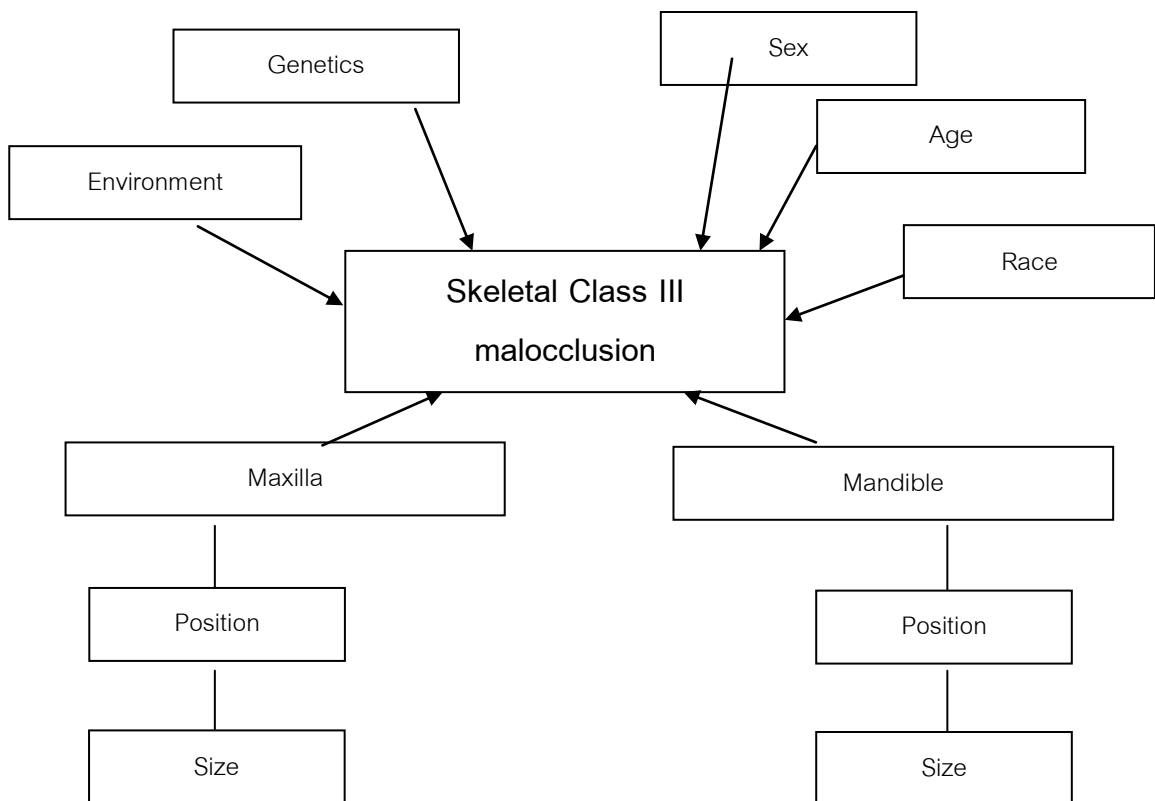 Sex
Genetics
Age
Environment
Race
Skeletal Class III
malocclusion
Maxilla
Mandible
Position
Position
Size
Size